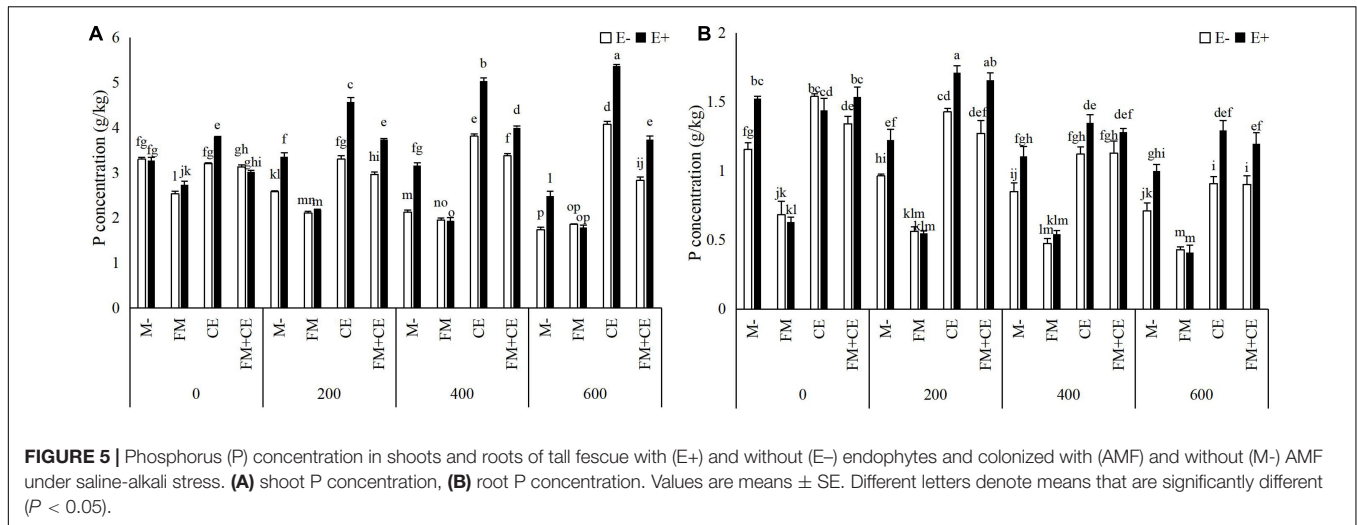 A
E- E+
P concentration (g/kg)
6
5
4
3
2
1
0
fg fg l jk fg e gh ghi kl f mn m fg c hi e m fg no o e b f d p l op op d a ij e
M- FM CE FM+CE M- FM CE FM+CE M- FM CE FM+CE M- FM CE FM+CE
0 200 400 600
B
E- E+
P concentration (g/kg)
2
1.5
1
0.5
0
fg bc jk kl bc cd de bc hi ef klm klm cd a def ab ij fgh lm klm fgh de fgh def jk ghi m m i def i ef
M- FM CE FM+CE M- FM CE FM+CE M- FM CE FM+CE M- FM CE FM+CE
0 200 400 600
FIGURE 5 | Phosphorus (P) concentration in shoots and roots of tall fescue with (E+) and without (E–) endophytes and colonized with (AMF) and without (M-) AMF
under saline-alkali stress. (A) shoot P concentration, (B) root P concentration. Values are means ± SE. Different letters denote means that are significantly different
(P < 0.05).